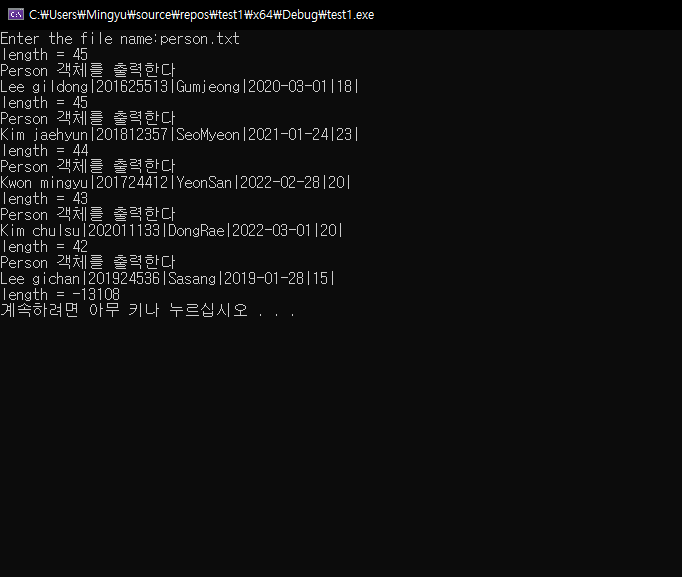 C:\Users\Mingyu\source\repos\test1\x64\Debug\test1.exe
Enter the file name:person.txt
length = 45
Person 객체를 출력한다
Lee gildong|201625513|Gumjeong|2020-03-01|18|
length = 45
Person 객체를 출력한다
Kim jaehyun|201812357|SeoMyeon|2021-01-24|23|
length = 44
Person 객체를 출력한다
Kwon mingyu|201724412|YeonSan|2022-02-28|20|
length = 43
Person 객체를 출력한다
Kim chulsu|202011133|DongRae|2022-03-01|20|
length = 42
Person 객체를 출력한다
Lee gichan|201924536|Sasang|2019-01-28|15|
length = -13108
계속하려면 아무 키나 누르십시오 . . .